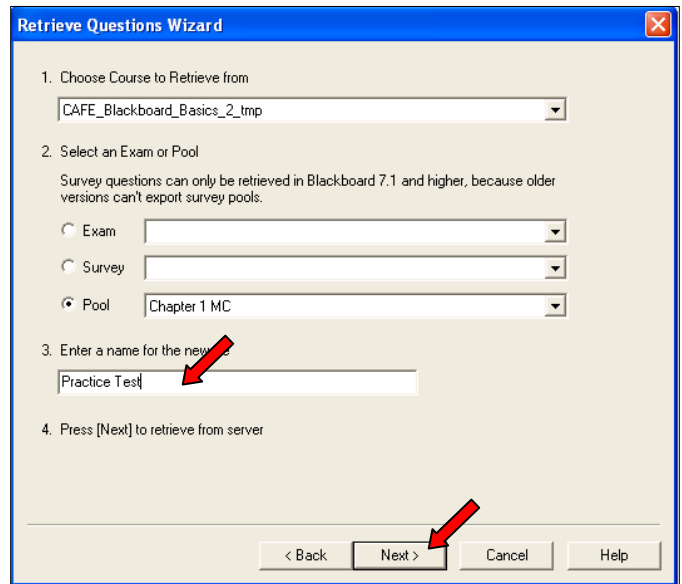 Retrieve Questions Wizard
1. Choose Course to Retrieve from
CAFE_Blackboard_Basics_2_tmp
2. Select an Exam or Pool
Survey questions can only be retrieved in Blackboard 7.1 and higher, because older
versions can't export survey pools.
Exam
Survey
Pool Chapter 1 MC
3. Enter a name for the new
Practice Test
4. Press [Next] to retrieve from server
< Back Next > Cancel Help